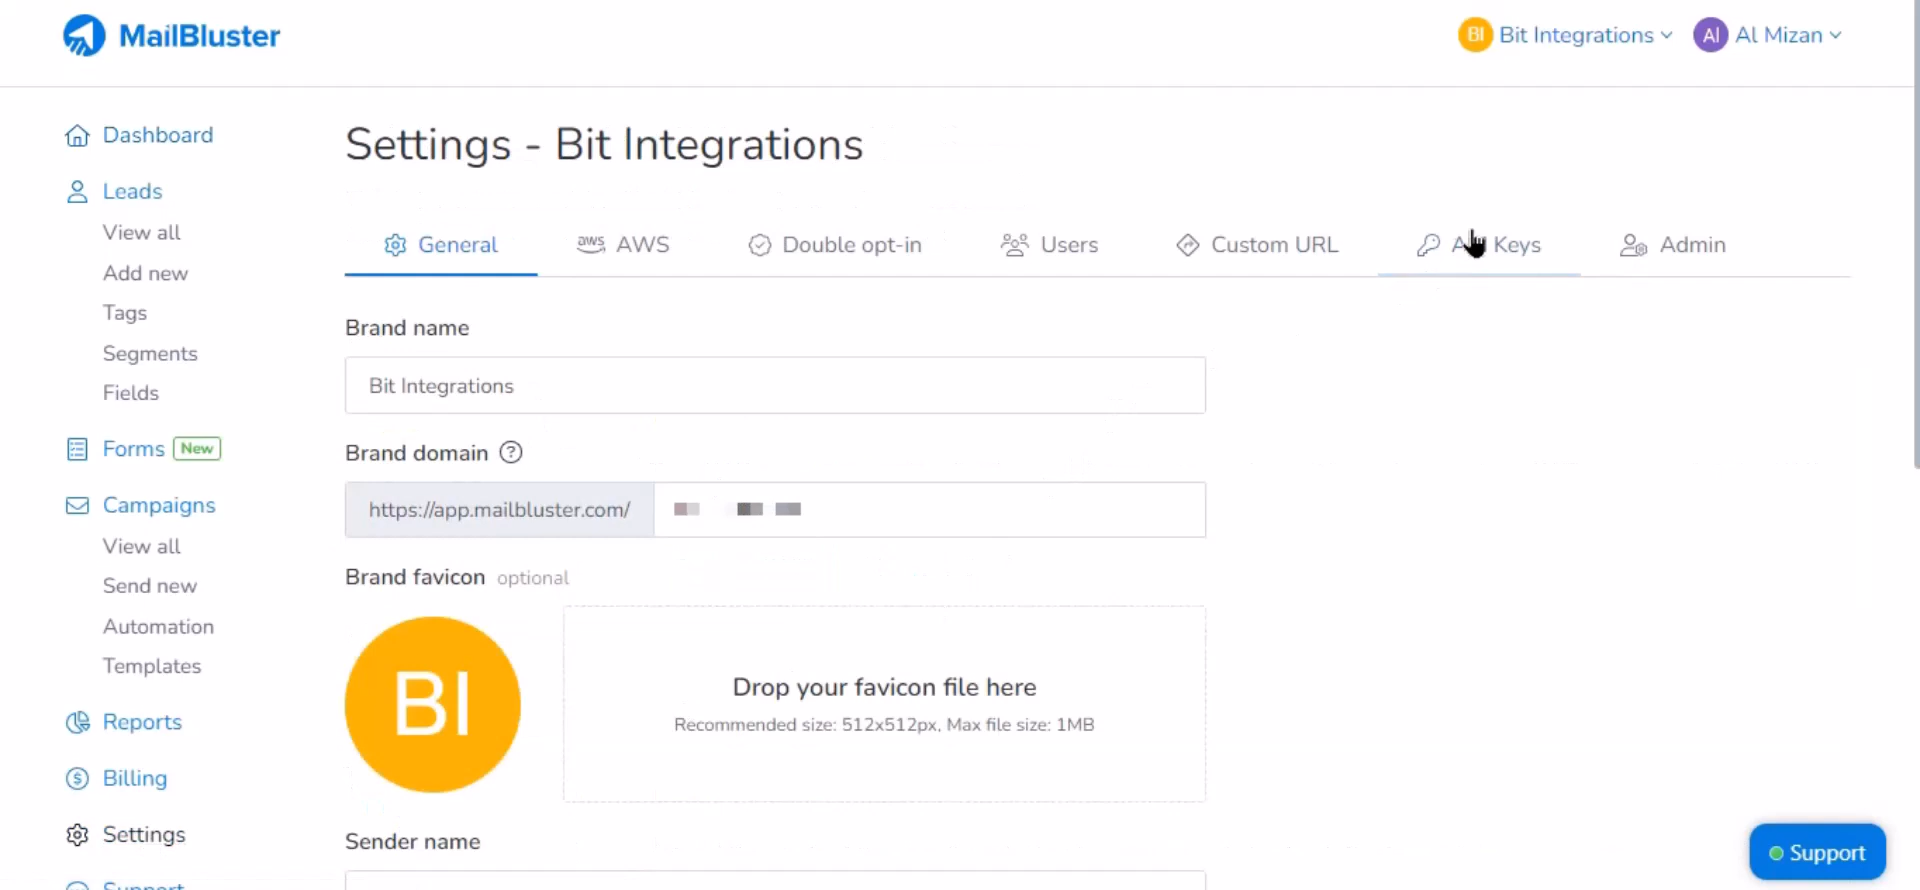 MailBluster
BI Bit Integrations
AI Al Mizan
Dashboard
Leads
View all
Add new
Tags
Segments
Fields
Forms New
Campaigns
View all
Send new
Automation
Templates
Reports
Billing
Settings
Support
Settings - Bit Integrations
General
aws AWS
Double opt-in
Users
Custom URL
Keys
Admin
Brand name
Bit Integrations
Brand domain ?
https://app.mailbluster.com/
Brand favicon optional
BI
Drop your favicon file here
Recommended size: 512x512px, Max file size: 1MB
Sender name
Support